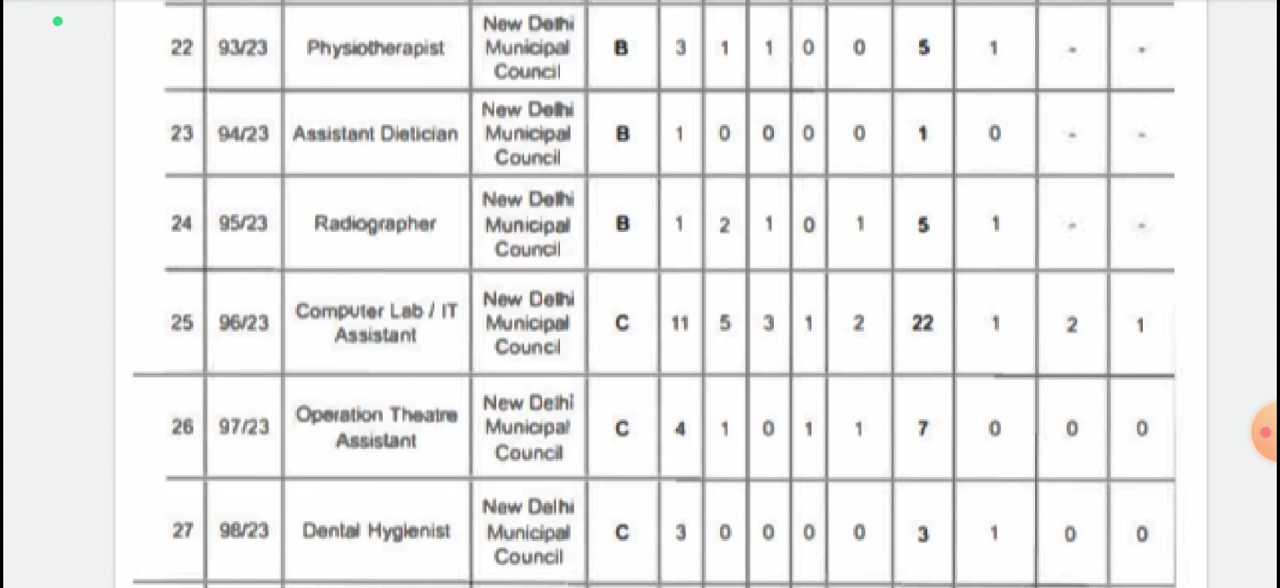 22 93/23 Physiotherapist New Delhi Municipal Council B 3 1 1 0 0 5 1 - -
23 94/23 Assistant Dietician New Delhi Municipal Council B 1 0 0 0 0 1 0 - -
24 95/23 Radiographer New Delhi Municipal Council B 1 2 1 0 1 5 1 - -
25 96/23 Computer Lab / IT Assistant New Delhi Municipal Council C 11 5 3 1 2 22 1 2 1
26 97/23 Operation Theatre Assistant New Delhi Municipal Council C 4 1 0 1 1 7 0 0 0
27 98/23 Dental Hygienist New Delhi Municipal Council C 3 0 0 0 0 3 1 0 0